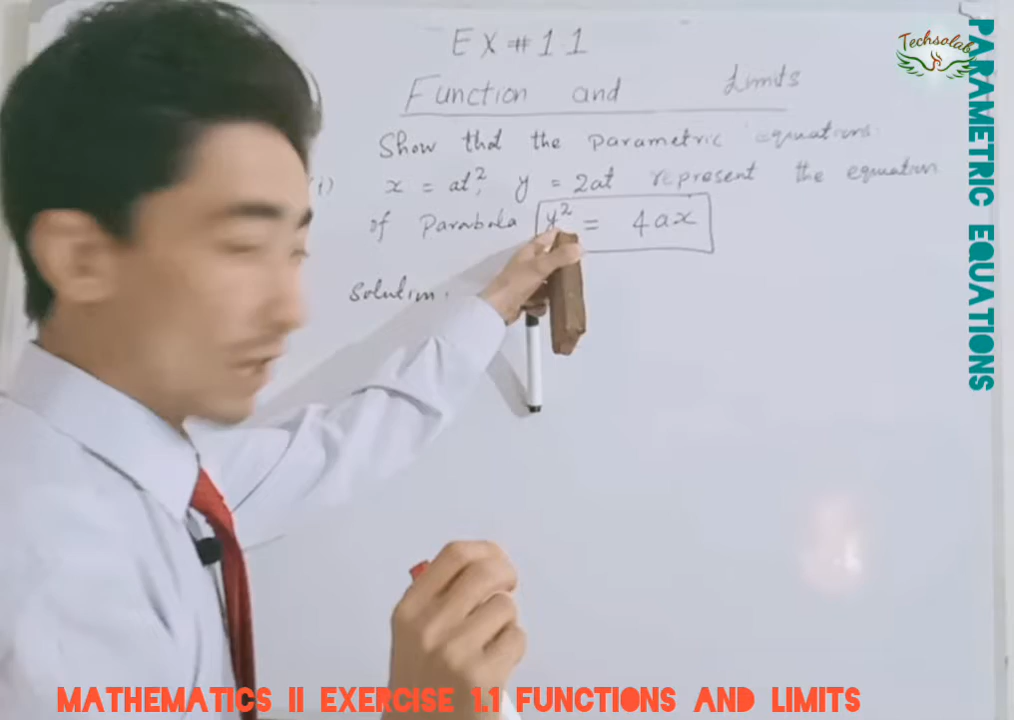 EX # 1 1
Function and Limits
Show that the parametric equations
(i) x = at², y = 2at represent the equation
of Parabola y² = 4ax
Solution.
Techsolab
PARAMETRIC EQUATIONS
MATHEMATICS II EXERCISE 1.1 FUNCTIONS AND LIMITS